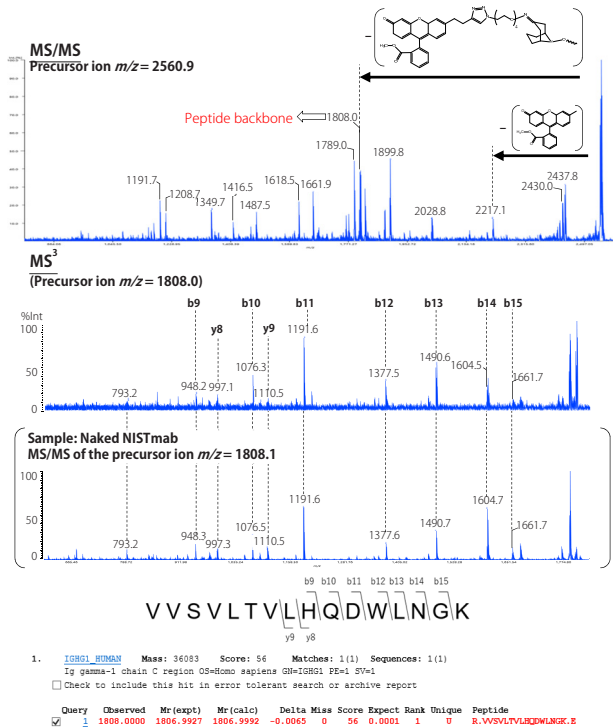 MS/MS
Precursor ion m/z = 2560.9
Peptide backbone
1808.0
1789.0
1899.8
1191.7
1208.7
1349.7
1416.5
1487.5
1618.5
1661.9
2028.8
2217.1
2430.0
2437.8
MS3
(Precursor ion m/z = 1808.0)
%Int
b9 y8 b10 y9 b11 b12 b13 b14 b15
100
50
0
793.2 948.2 997.1 1076.3 1110.5 1191.6 1377.5 1490.6 1604.5 1661.7
Sample: Naked NISTmab
MS/MS of the precursor ion m/z = 1808.1
100
50
0
793.2 948.3 997.3 1076.5 1110.5 1191.6 1377.6 1490.7 1604.7 1661.7
b9 b10 b11 b12 b13 b14 b15
VVSVLTVLHQDWLNGK
y9 y8
1. IGHG1_HUMAN Mass: 36083 Score: 56 Matches: 1(1) Sequences: 1(1)
Ig gamma-1 chain C region OS=Homo sapiens GN=IGHG1 PE=1 SV=1
Check to include this hit in error tolerant search or archive report
Query Observed Mr(expt) Mr(calc) Delta Miss Score Expect Rank Unique Peptide
1 1808.0000 1806.9927 1806.9992 -0.0065 0 56 0.0001 1 U R.VVSVLTVLHQDWLNGK.E